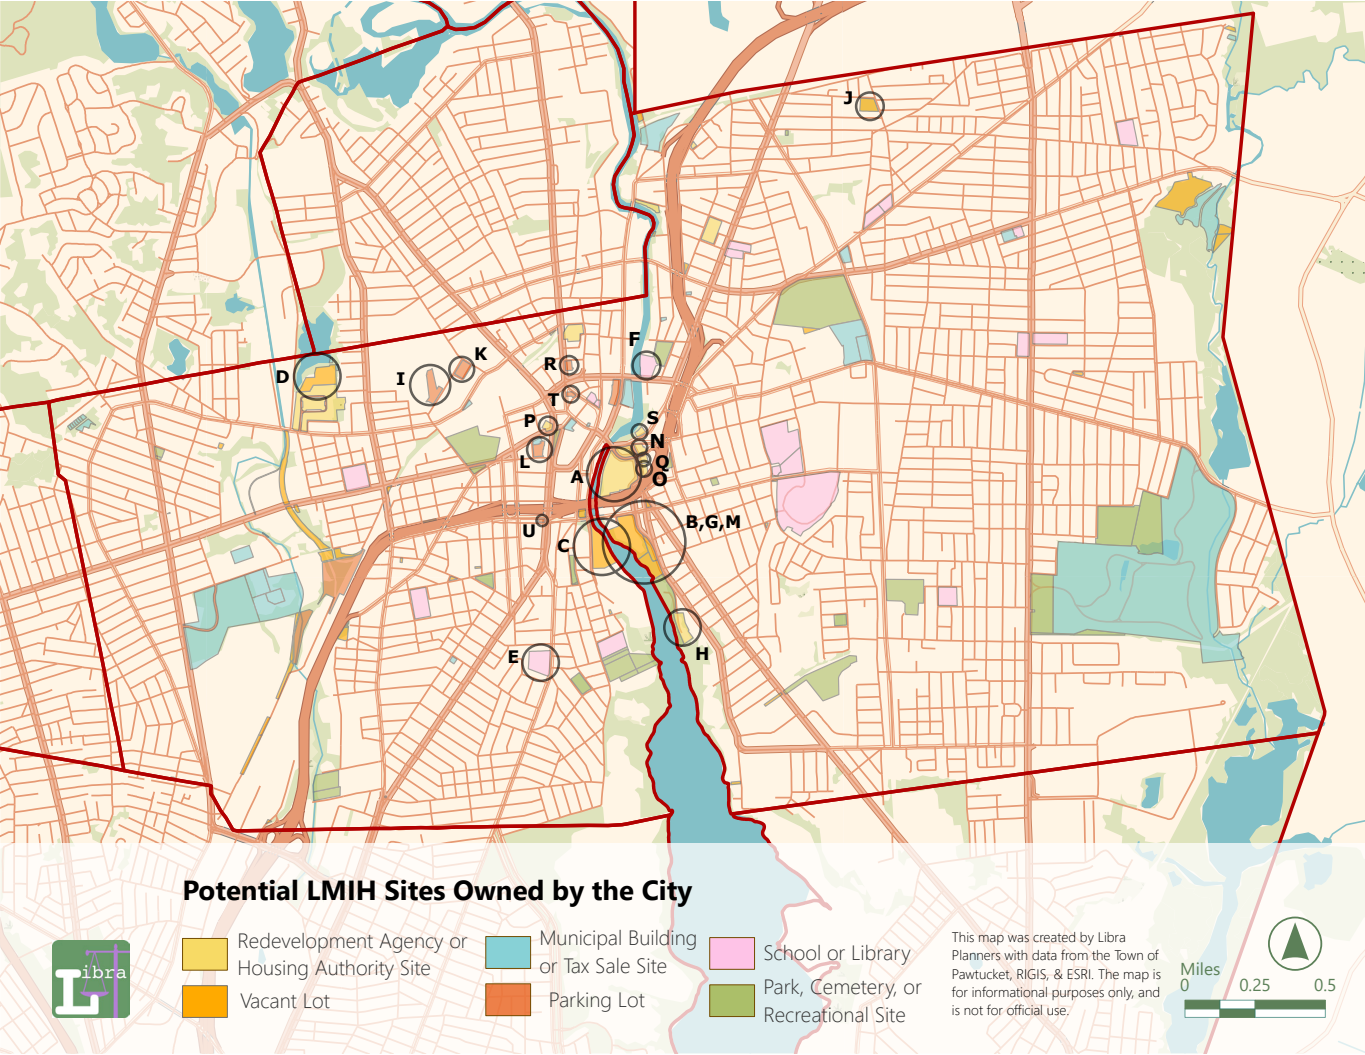 J
F
K
R
D
I
T
P
S
N
L
Q
A
O
B,G,M
U
C
H
E
Potential LMIH Sites Owned by the City
Libra
Redevelopment Agency or
Housing Authority Site
Vacant Lot
Municipal Building
or Tax Sale Site
Parking Lot
School or Library
Park, Cemetery, or
Recreational Site
This map was created by Libra
Planners with data from the Town of
Pawtucket, RIGIS, & ESRI. The map is
for informational purposes only, and
is not for official use.
Miles
0 0.25 0.5